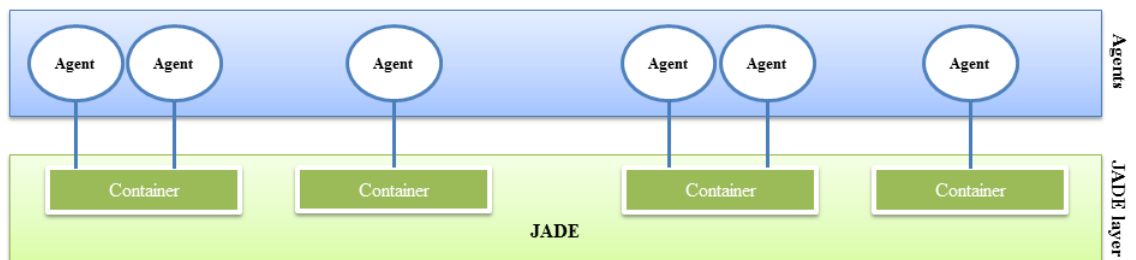 Agent
Agent
Agent
Agent
Agent
Agent
Agents
Container
Container
Container
Container
JADE
JADE layer